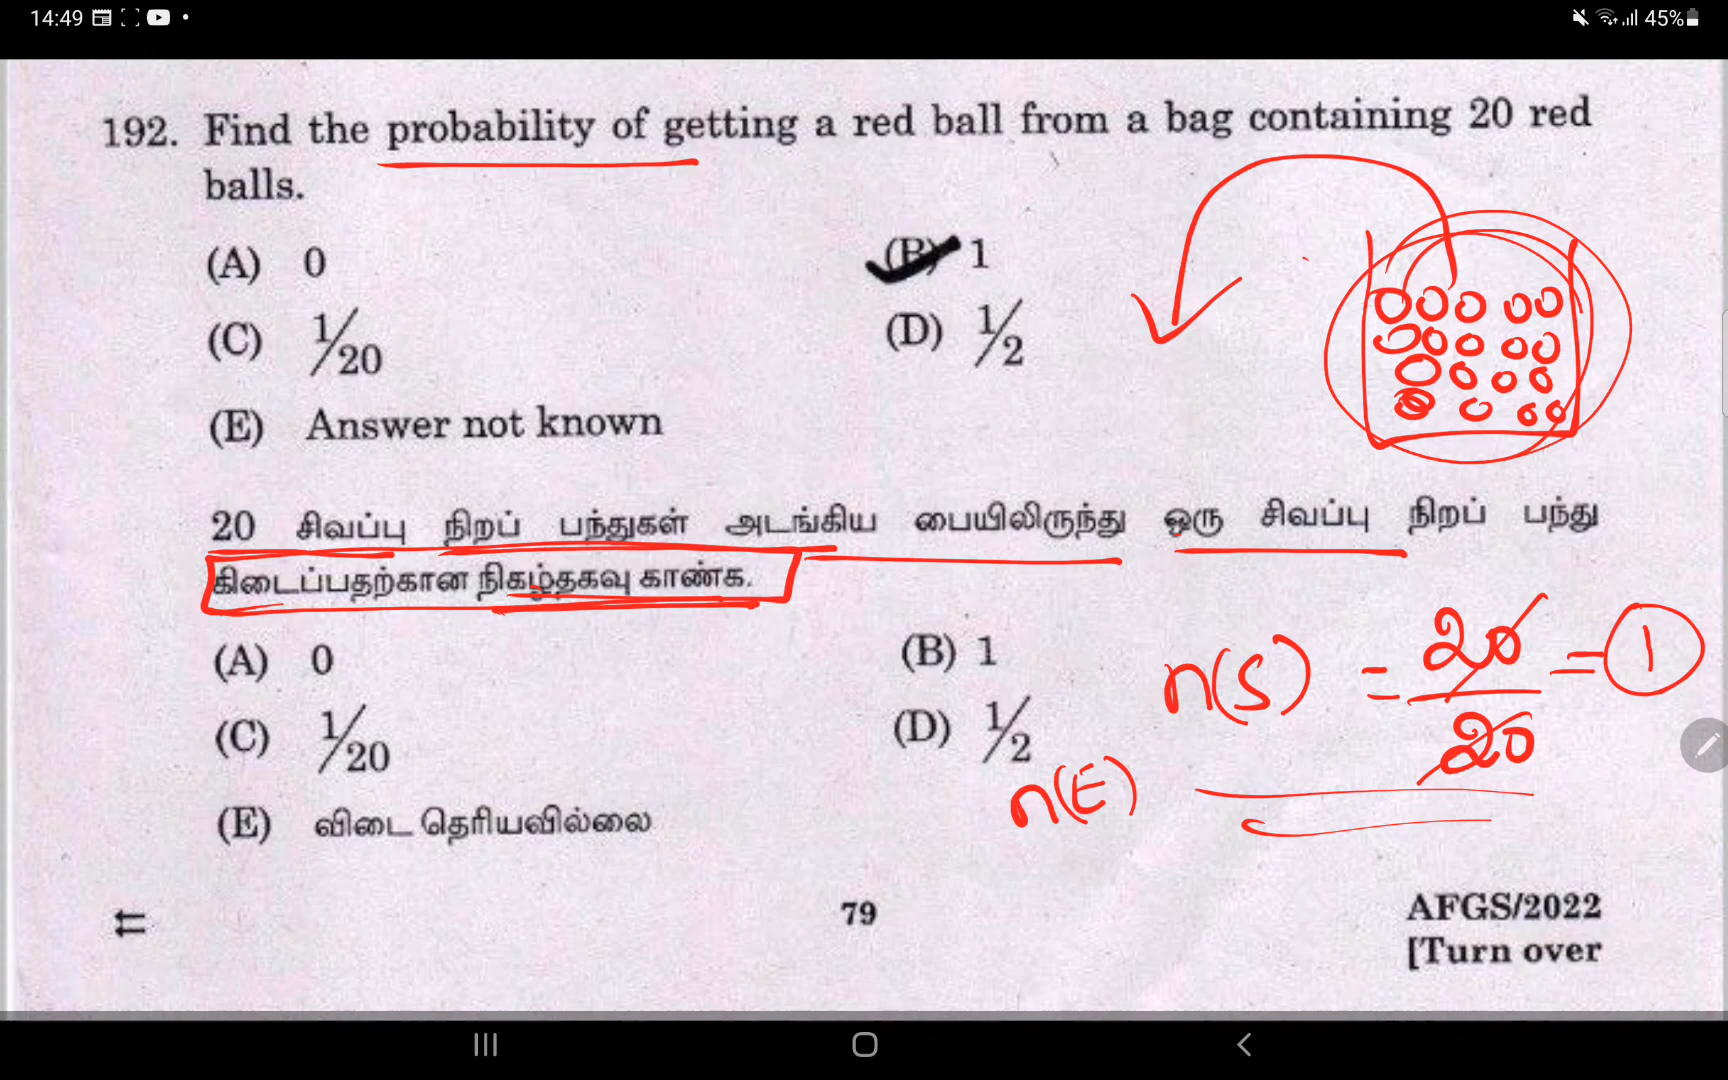 14:49
45%
192. Find the probability of getting a red ball from a bag containing 20 red
balls.
(A) 0
(B) 1
(C) 1/20
(D) 1/2
(E) Answer not known
20 சிவப்பு நிறப் பந்துகள் அடங்கிய பையிலிருந்து ஒரு சிவப்பு நிறப் பந்து
கிடைப்பதற்கான நிகழ்தகவு காண்க.
(A) 0
(B) 1
(C) 1/20
(D) 1/2
(E) விடை தெரியவில்லை
n(S) = 20/20 = 1
n(E)
79
AFGS/2022
[Turn over